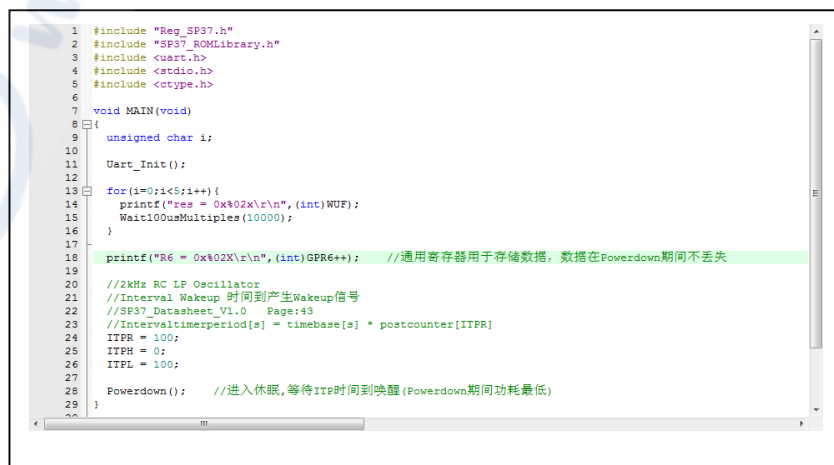 1 #include "Reg_SP37.h"
2 #include "SP37_ROMLibrary.h"
3 #include <uart.h>
4 #include <stdio.h>
5 #include <ctype.h>
6
7 void MAIN(void)
8 {
9 unsigned char i;
10
11 Uart_Init();
12
13 for(i=0;i<5;i++){
14 printf("res = 0x%02x\r\n",(int)WUF);
15 Wait100usMultiples(10000);
16 }
17
18 printf("R6 = 0x%02X\r\n",(int)GPR6++); //通用寄存器用于存储数据，数据在Powerdown期间不丢失
19
20 //2kHz RC LP Oscillator
21 //Interval Wakeup 时间到产生Wakeup信号
22 //SP37_Datasheet_V1.0 Page:43
23 //Intervaltimerperiod[s] = timebase[s] * postcounter[ITPR]
24 ITPR = 100;
25 ITPH = 0;
26 ITPL = 100;
27
28 Powerdown(); //进入休眠,等待ITP时间到唤醒(Powerdown期间功耗最低)
29 }